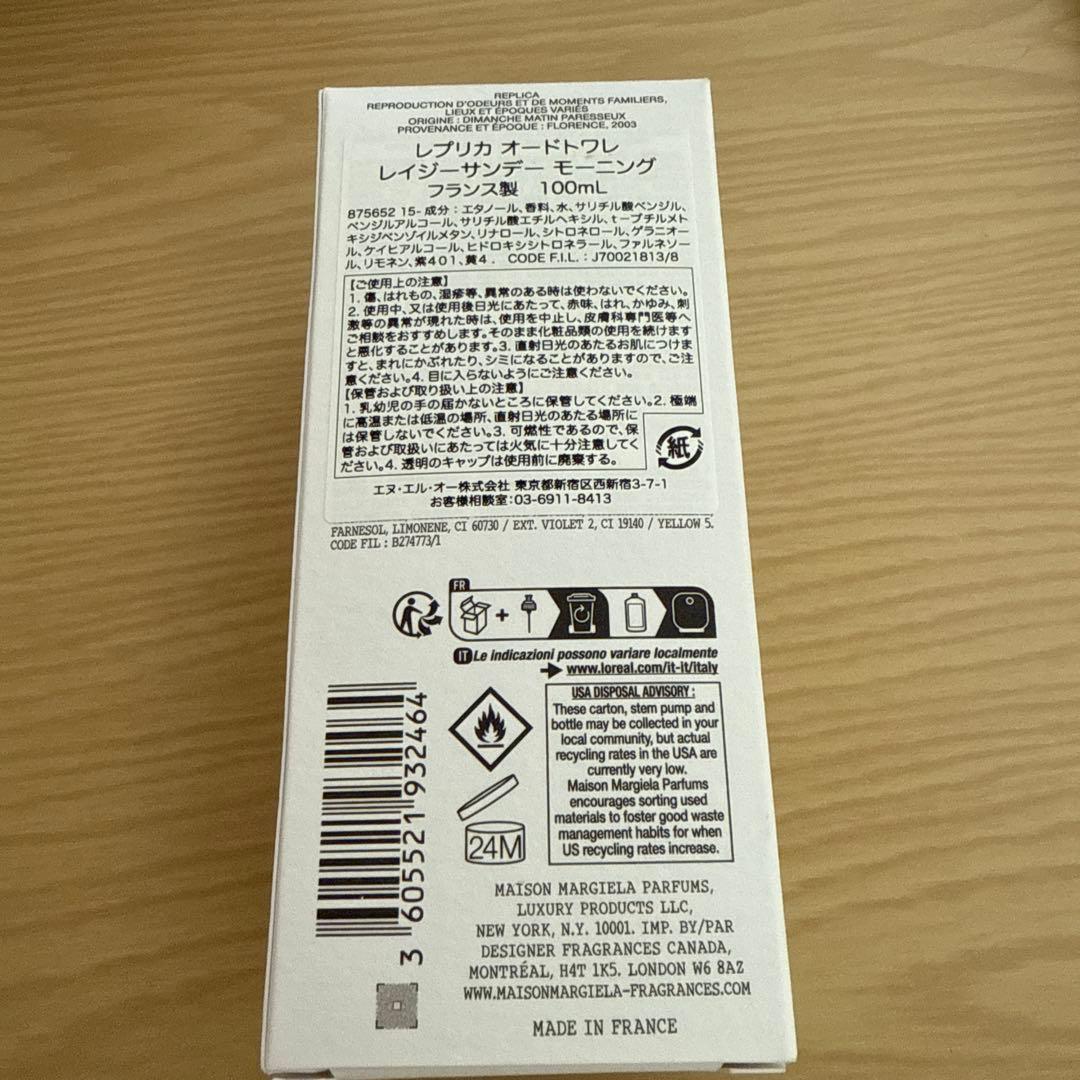 REPLICA
REPRODUCTION D'ODEURS ET DE MOMENTS FAMILIERS,
LIEUX ET ÉPOQUES VARIÉS
ORIGINE : DIMANCHE MATIN PARESSEUX
PROVENANCE ET ÉPOQUE : FLORENCE, 2003
レプリカ オードトワレ
レイジーサンデー モーニング
フランス製 100mL
875652 15- 成分：エタノール、香料、水、サリチル酸ベンジル、
ベンジルアルコール、サリチル酸エチルヘキシル、t-ブチルメト
キシジベンゾイルメタン、リナロール、シトロネロール、ゲラニオー
ル、ケイヒアルコール、ヒドロキシシトロネラール、ファルネソー
ル、リモネン、紫401、黄4． CODE F.I.L. : J70021813/8
【ご使用上の注意】
1. 傷、はれもの、湿疹等、異常のある時は使わないでください。
2. 使用中、又は使用後日光にあたって、赤味、はれ、かゆみ、刺
激等の異常が現れた時は、使用を中止し、皮膚科専門医等へ
ご相談をおすすめします。そのまま化粧品類の使用を続けます
と悪化することがあります。3. 直射日光のあたるお肌につけま
すと、まれにかぶれたり、シミになることがありますので、ご注
意ください。4. 目に入らないようにご注意ください。
【保管および取り扱い上の注意】
1. 乳幼児の手の届かないところに保管してください。2. 極端
に高温または低温の場所、直射日光のあたる場所に
は保管しないでください。3. 可燃性であるので、保
管および取扱いにあたっては火気に十分注意してく
ださい。4. 透明のキャップは使用前に廃棄する。
紙
エヌ・エル・オー株式会社 東京都新宿区西新宿3-7-1
お客様相談室:03-6911-8413
FARNESOL, LIMONENE, CI 60730 / EXT. VIOLET 2, CI 19140 / YELLOW 5.
CODE FIL : B274773/1
FR
+
IT Le indicazioni possono variare localmente
www.loreal.com/it-it/italy
USA DISPOSAL ADVISORY :
These carton, stem pump and
bottle may be collected in your
local community, but actual
recycling rates in the USA are
currently very low.
Maison Margiela Parfums
encourages sorting used
materials to foster good waste
management habits for when
US recycling rates increase.
24M
3 605521 932464
MAISON MARGIELA PARFUMS,
LUXURY PRODUCTS LLC,
NEW YORK, N.Y. 10001. IMP. BY/PAR
DESIGNER FRAGRANCES CANADA,
MONTRÉAL, H4T 1K5. LONDON W6 8AZ
WWW.MAISONMARGIELA-FRAGRANCES.COM
MADE IN FRANCE